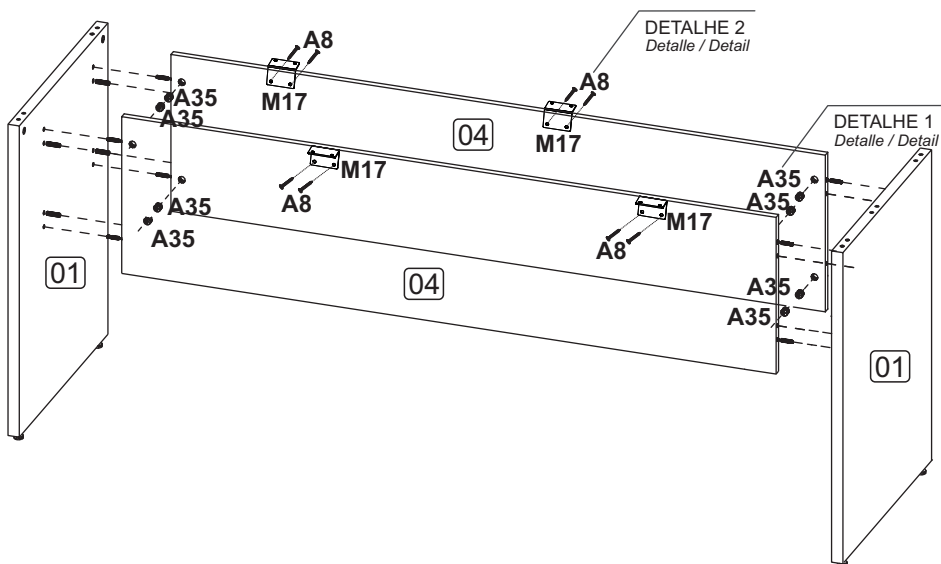 DETALHE 2
Detalle / Detail
A8
A8
M17
M17
04
DETALHE 1
Detalle / Detail
A35
A35
A35
A35
M17
A8
M17
A8
A35
A35
01
04
A35
A35
01